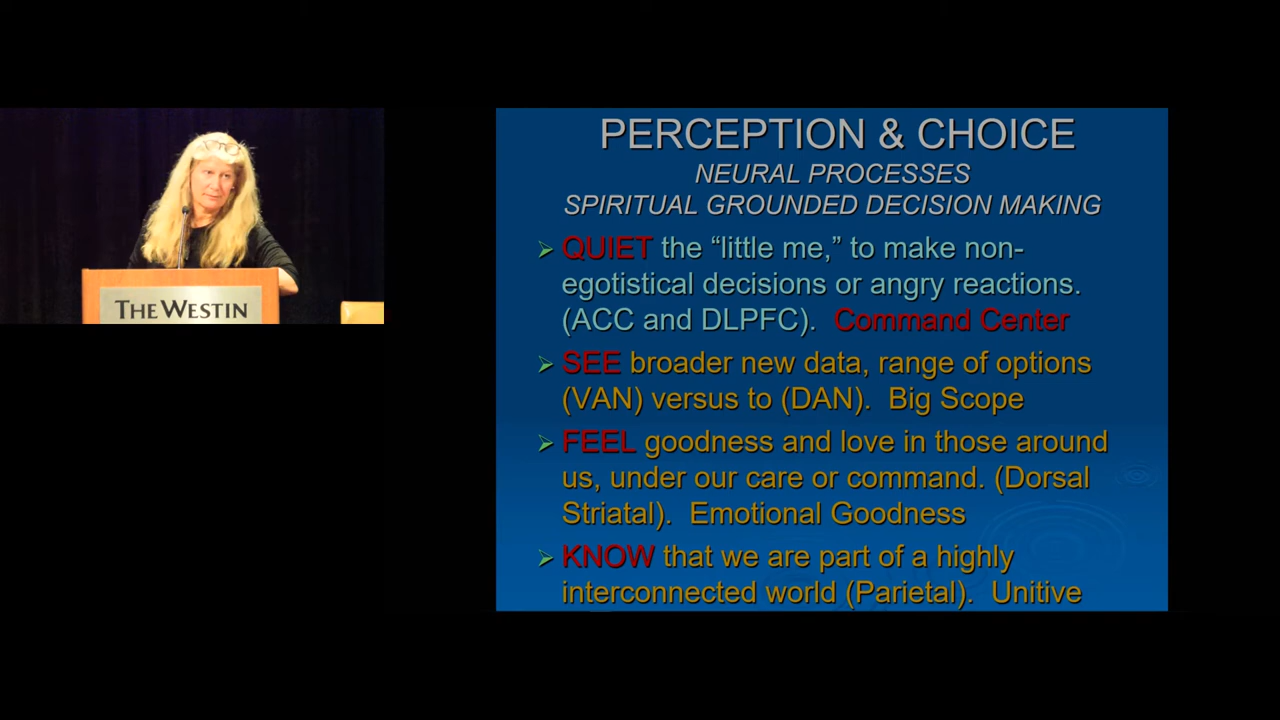 THE WESTIN
PERCEPTION & CHOICE
NEURAL PROCESSES
SPIRITUAL GROUNDED DECISION MAKING
QUIET the “little me,” to make non-
egotistical decisions or angry reactions.
(ACC and DLPFC). Command Center
SEE broader new data, range of options
(VAN) versus to (DAN). Big Scope
FEEL goodness and love in those around
us, under our care or command. (Dorsal
Striatal). Emotional Goodness
KNOW that we are part of a highly
interconnected world (Parietal). Unitive